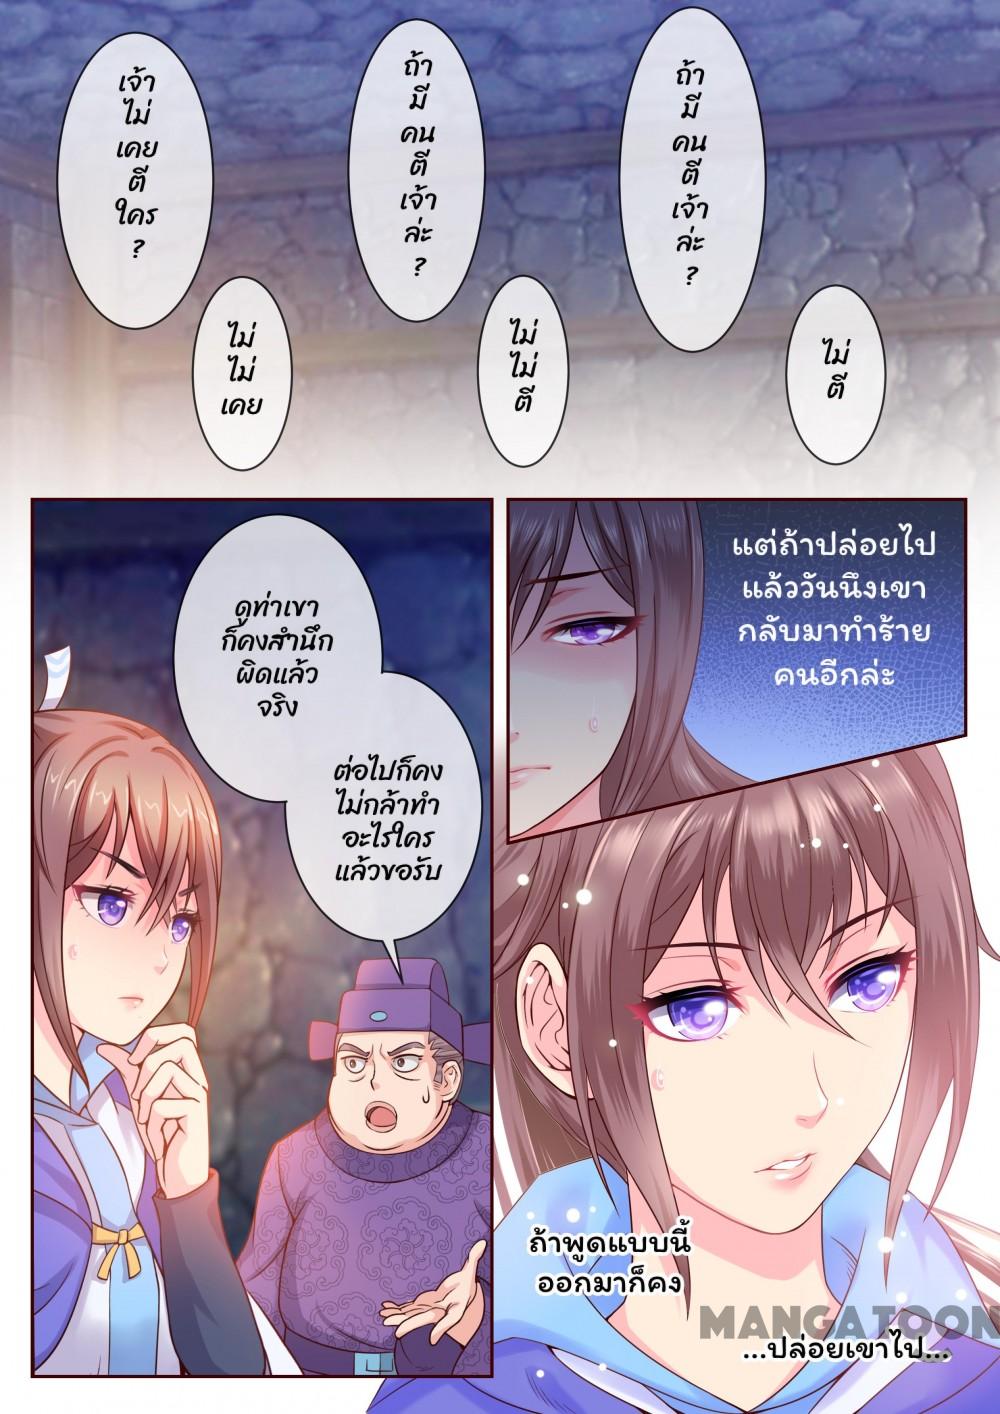 เจ้า
ไม่
เคย
ตี
ใคร
?
ไม่
ไม่
เคย
ถ้า
มี
คน
ตี
เจ้า
ล่ะ
?
ไม่
ไม่
ตี
ถ้า
มี
คน
ตี
เจ้า
ล่ะ
?
ไม่
ตี
ดูท่าเขา
ก็คงสำนึก
ผิดแล้ว
จริง
ต่อไปก็คง
ไม่กล้าทำ
อะไรใคร
แล้วขอรับ
แต่ถ้าปล่อยไป
แล้ววันนึงเขา
กลับมาทำร้าย
คนอีกล่ะ
ถ้าพูดแบบนี้
ออกมาก็คง
...ปล่อยเขาไป...
MANGATOON